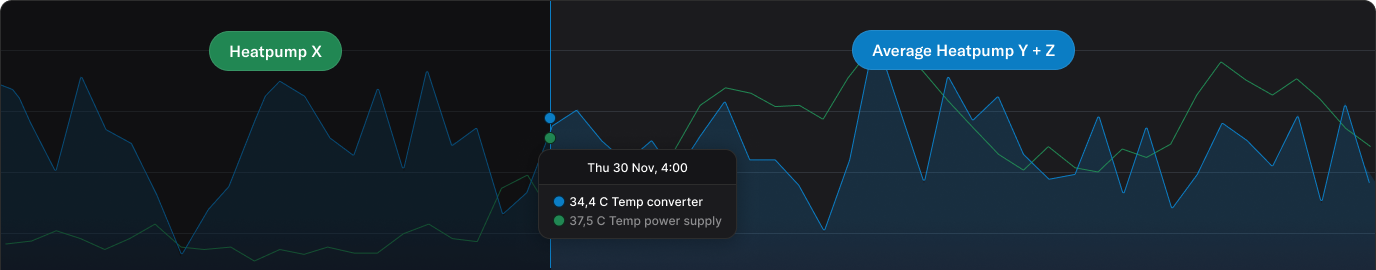 Heatpump X
Average Heatpump Y + Z
Thu 30 Nov, 4:00
34,4 C Temp converter
37,5 C Temp power supply